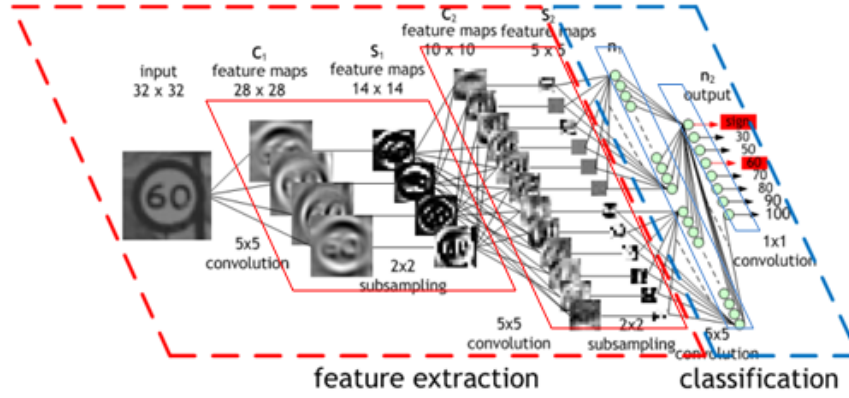 input
32 x 32
C1
feature maps
28 x 28
S1
feature maps
14 x 14
C2
feature maps
10 x 10
S2
feature maps
5 x 5
n1
n2
output
sign
30
50
60
70
80
90
100
60
5x5
convolution
2x2
subsampling
5x5
convolution
2x2
subsampling
5x5
convolution
1x1
convolution
feature extraction
classification